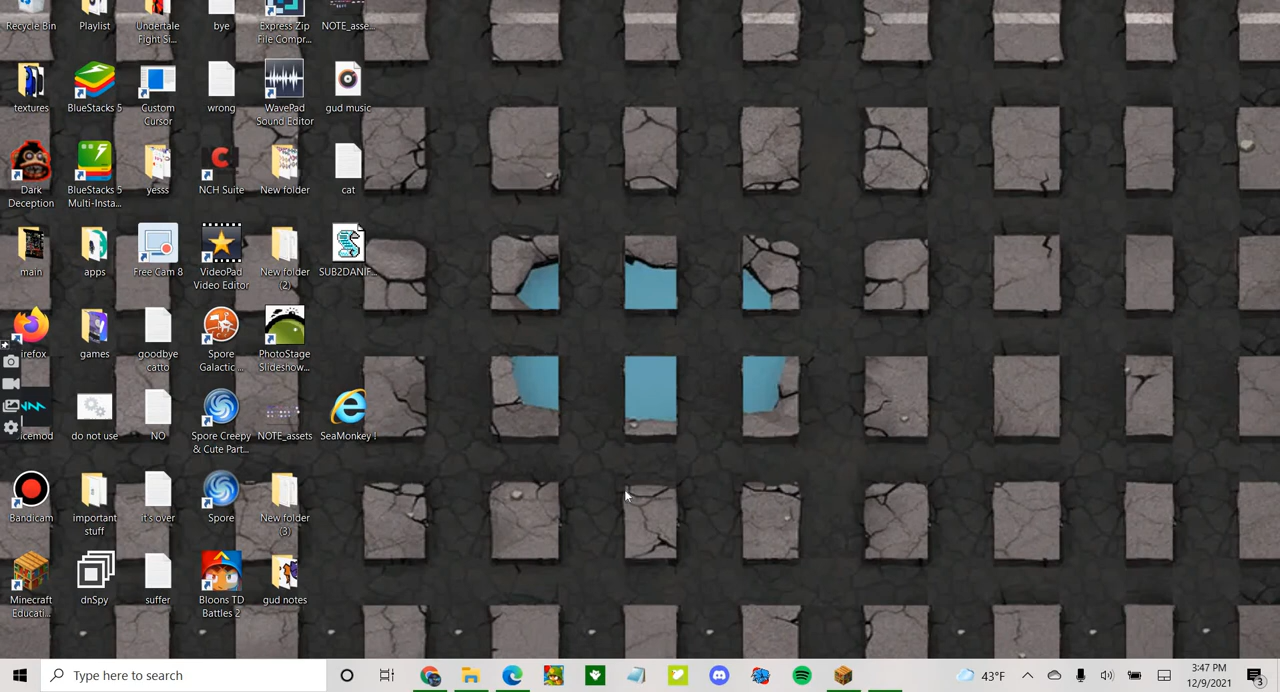 Recycle Bin
Playlist
Undertale
Fight Si...
bye
Express Zip
File Compr...
NOTE_asse...
textures
BlueStacks 5
Custom
Cursor
wrong
WavePad
Sound Editor
gud music
Dark
Deception
BlueStacks 5
Multi-Insta...
yesss
NCH Suite
New folder
cat
main
apps
Free Cam 8
VideoPad
Video Editor
New folder
(2)
SUB2DANIF...
irefox
games
goodbye
catto
Spore
Galactic ...
PhotoStage
Slideshow...
icemod
do not use
NO
Spore Creepy
& Cute Part...
NOTE_assets
SeaMonkey !
Bandicam
important
stuff
it's over
Spore
New folder
(3)
Minecraft
Educati...
dnSpy
suffer
Bloons TD
Battles 2
gud notes
Type here to search
43°F
3:47 PM
12/9/2021
3